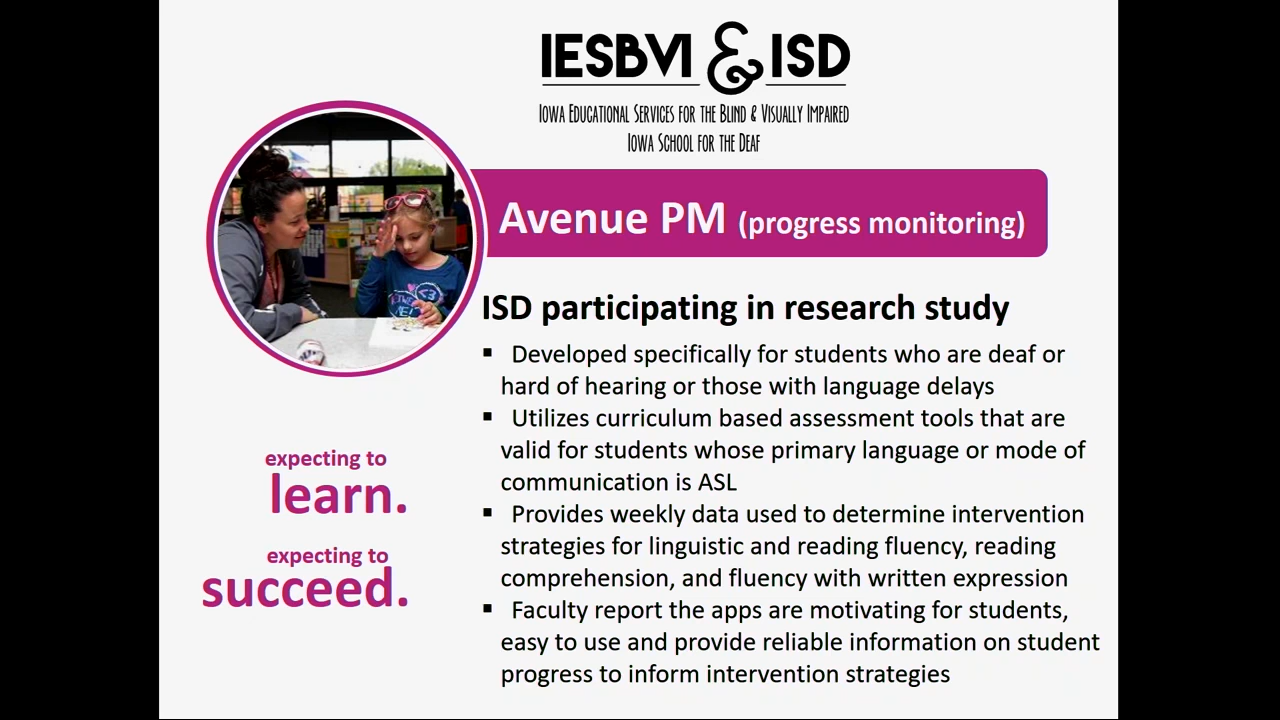 IESBVI & ISD
Iowa Educational Services for the Blind & Visually Impaired
Iowa School for the Deaf
Avenue PM (progress monitoring)
ISD participating in research study
▪ Developed specifically for students who are deaf or
hard of hearing or those with language delays
▪ Utilizes curriculum based assessment tools that are
valid for students whose primary language or mode of
communication is ASL
▪ Provides weekly data used to determine intervention
strategies for linguistic and reading fluency, reading
comprehension, and fluency with written expression
▪ Faculty report the apps are motivating for students,
easy to use and provide reliable information on student
progress to inform intervention strategies
expecting to
learn.
expecting to
succeed.